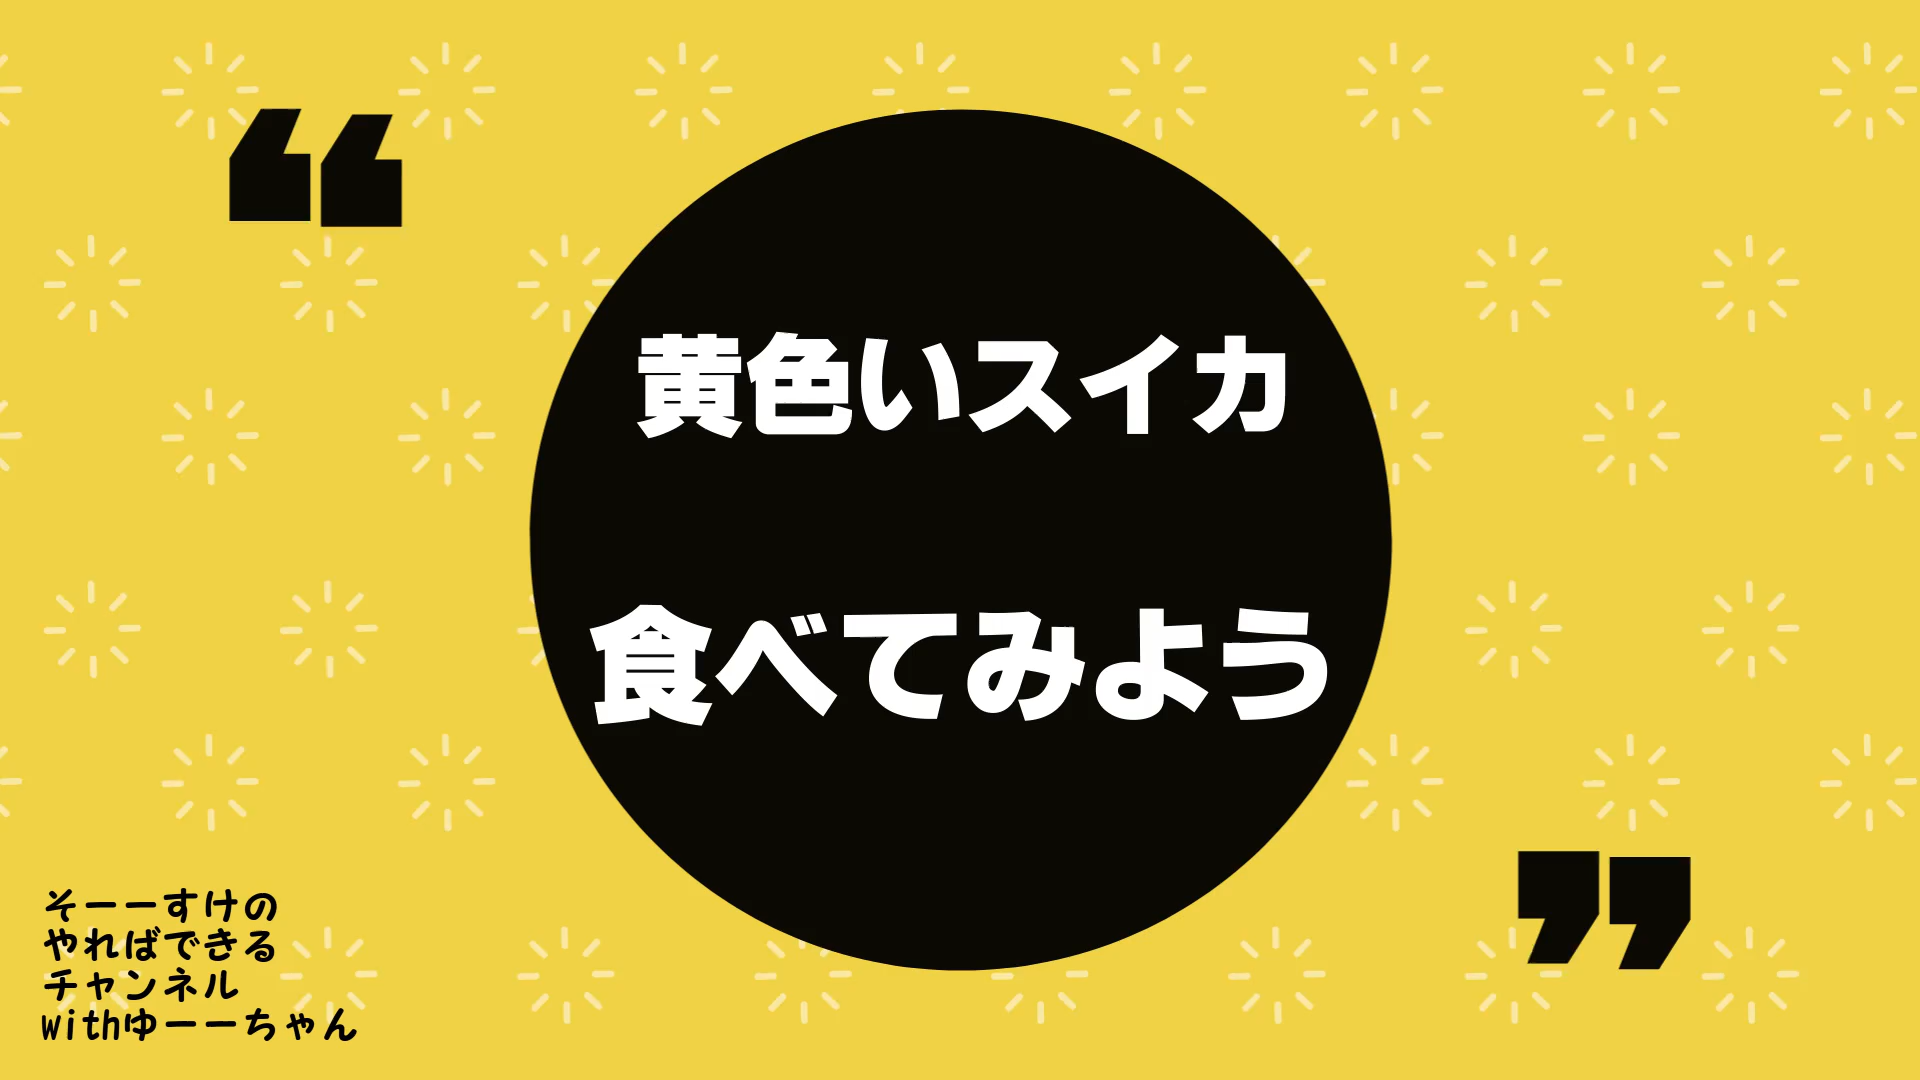 黄色いスイカ
食べてみよう
そーーすけの
やればできる
チャンネル
withゆーーちゃん